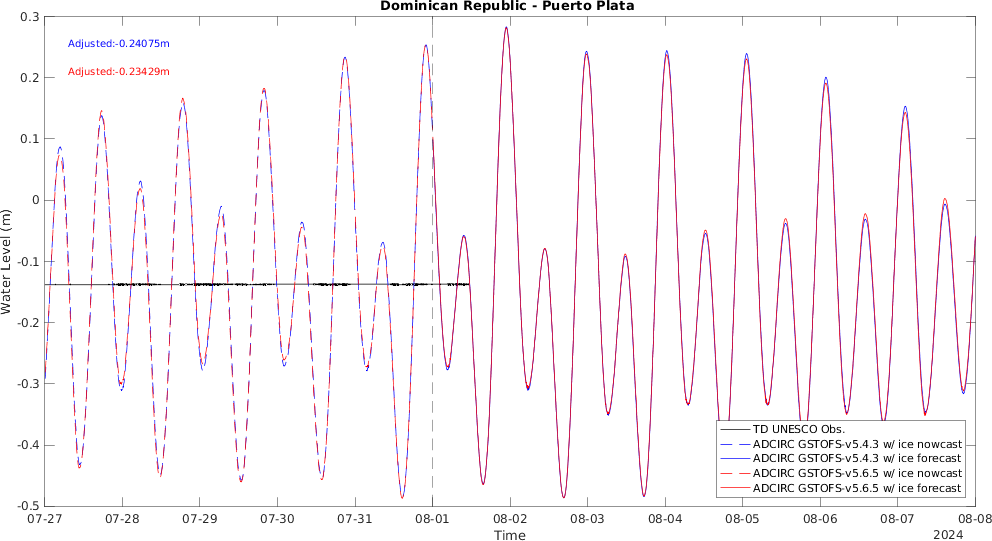 Dominican Republic - Puerto Plata
Adjusted:-0.24075m
Adjusted:-0.23429m
0.3
0.2
0.1
0
-0.1
-0.2
-0.3
-0.4
-0.5
Water Level (m)
TD UNESCO Obs.
ADCIRC GSTOFS-v5.4.3 w/ ice nowcast
ADCIRC GSTOFS-v5.4.3 w/ ice forecast
ADCIRC GSTOFS-v5.6.5 w/ ice nowcast
ADCIRC GSTOFS-v5.6.5 w/ ice forecast
07-27 07-28 07-29 07-30 07-31 08-01 08-02 08-03 08-04 08-05 08-06 08-07 08-08
Time
2024